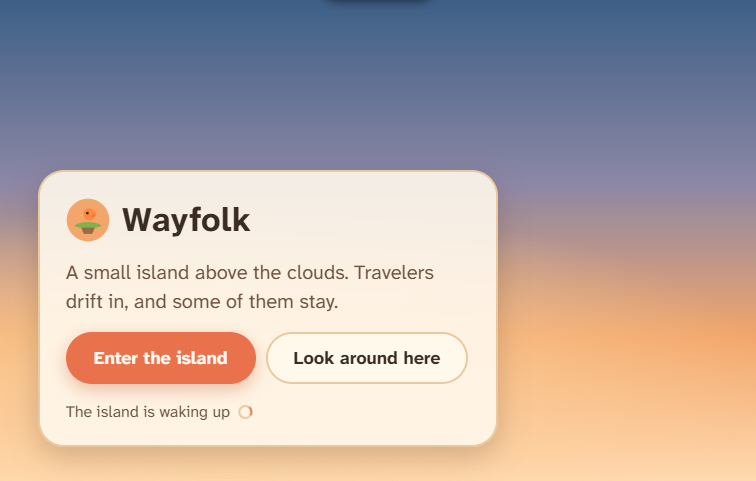 Wayfolk
A small island above the clouds. Travelers
drift in, and some of them stay.
Enter the island
Look around here
The island is waking up